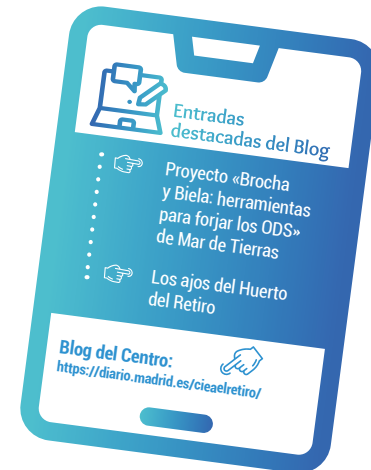 Entradas
destacadas del Blog
Proyecto «Brocha
y Biela: herramientas
para forjar los ODS»
de Mar de Tierras
Los ajos del Huerto
del Retiro
Blog del Centro:
https://diario.madrid.es/cieaelretiro/